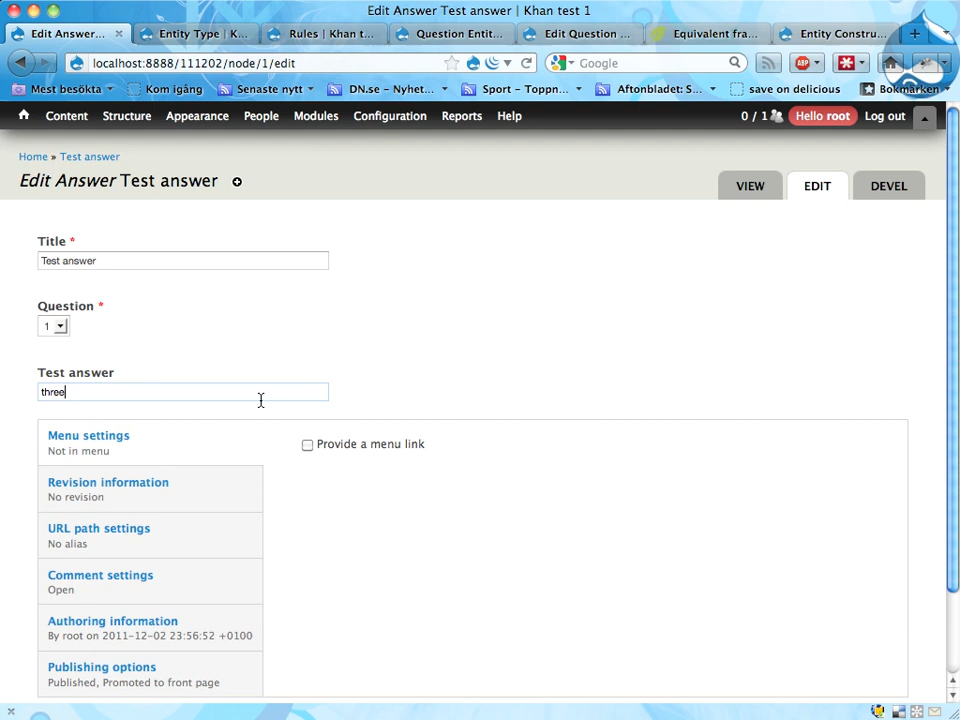 Edit Answer Test answer | Khan test 1
Edit Answer...
Entity Type | K...
Rules | Khan t...
Question Entit...
Edit Question ...
Equivalent fra...
Entity Constru...
localhost:8888/111202/node/1/edit
Google
ABP
Mest besökta
Kom igång
Senaste nytt
DN.se – Nyhet...
Sport – Toppn...
Aftonbladet: S...
save on delicious
Bokmärken
Content Structure Appearance People Modules Configuration Reports Help
0 / 1
Hello root
Log out
Home » Test answer
Edit Answer Test answer
VIEW
EDIT
DEVEL
Title *
Test answer
Question *
1
Test answer
three
Menu settings
Not in menu
Provide a menu link
Revision information
No revision
URL path settings
No alias
Comment settings
Open
Authoring information
By root on 2011-12-02 23:56:52 +0100
Publishing options
Published, Promoted to front page